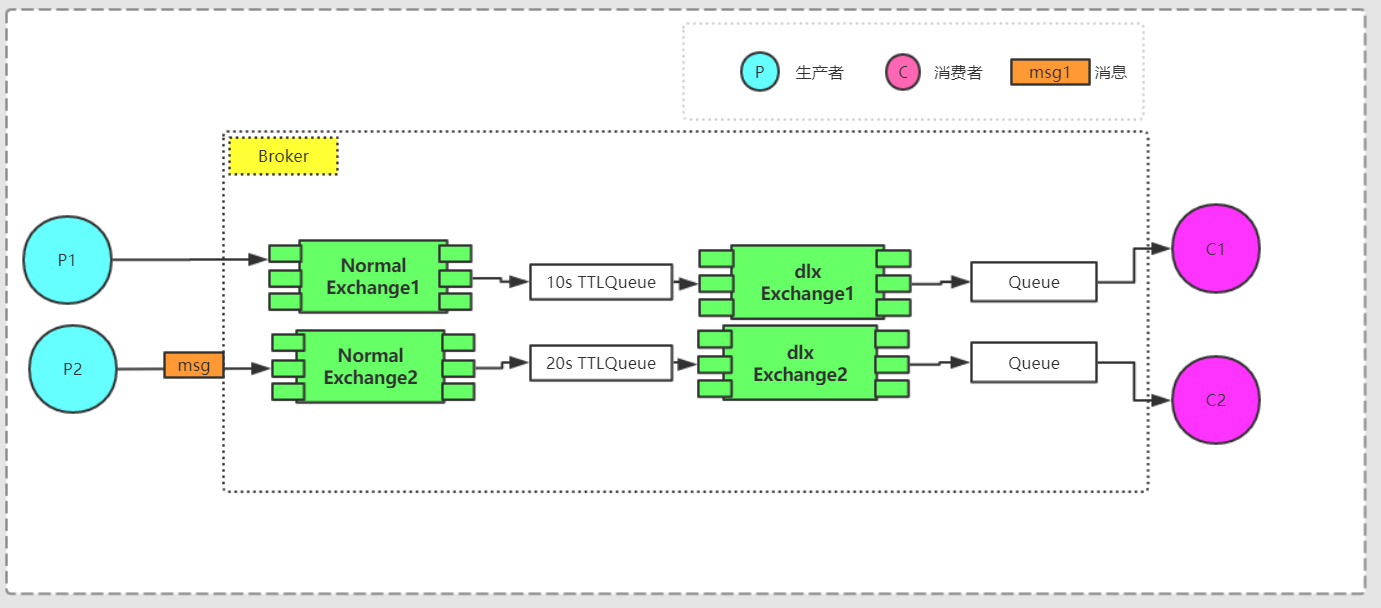 P 生产者 C 消费者 msg1 消息
Broker
P1
Normal
Exchange1
10s TTLQueue
dlx
Exchange1
Queue
C1
P2
msg
Normal
Exchange2
20s TTLQueue
dlx
Exchange2
Queue
C2